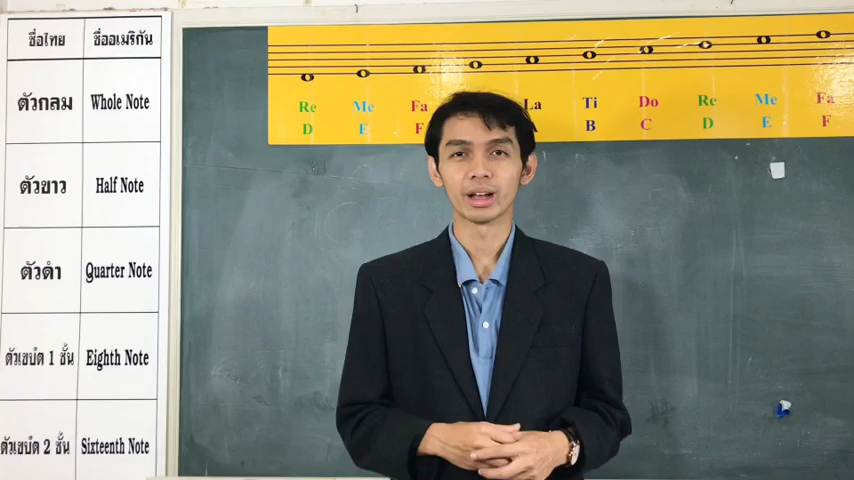 ชื่อไทย ชื่ออเมริกัน
ตัวกลม Whole Note
ตัวขาว Half Note
ตัวดำ Quarter Note
ตัวเขบ็ต 1 ชั้น Eighth Note
ตัวเขบ็ต 2 ชั้น Sixteenth Note
Re Me Fa La Ti Do Re Me Fa
D E F B C D E F